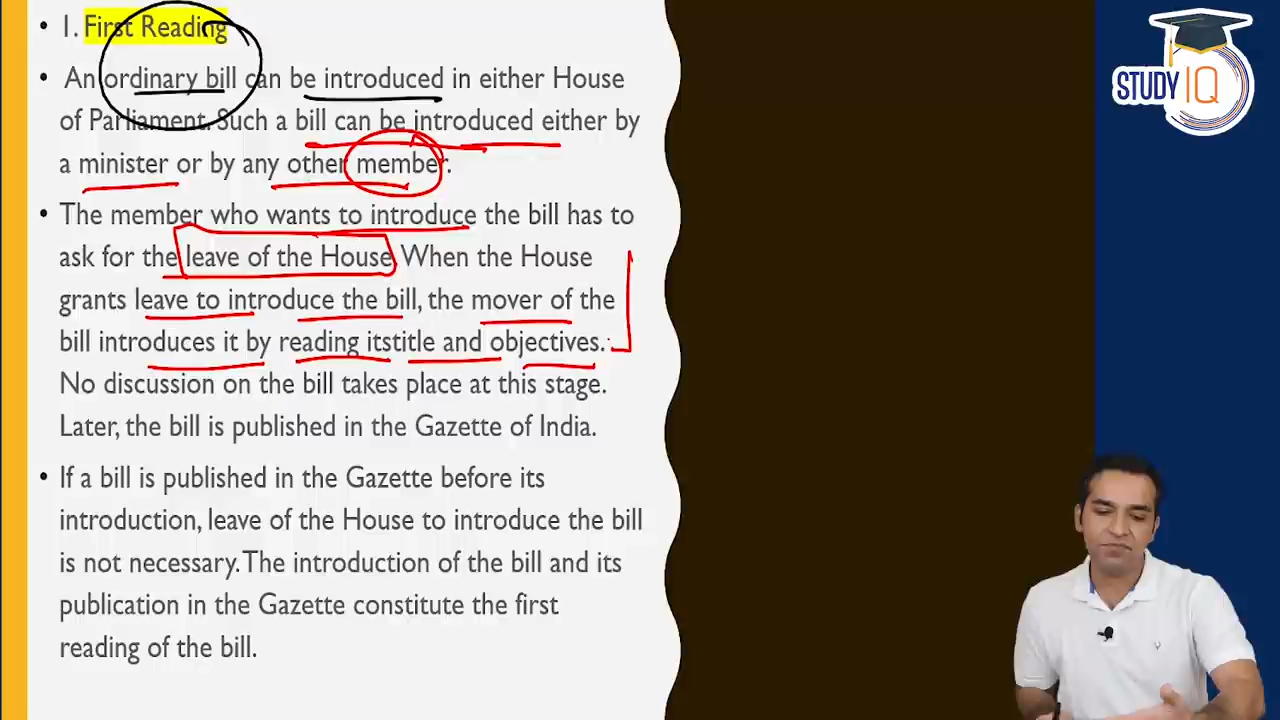 • 1. First Reading
• An ordinary bill can be introduced in either House
of Parliament. Such a bill can be introduced either by
a minister or by any other member.
• The member who wants to introduce the bill has to
ask for the leave of the House. When the House
grants leave to introduce the bill, the mover of the
bill introduces it by reading itstitle and objectives.
No discussion on the bill takes place at this stage.
Later, the bill is published in the Gazette of India.
• If a bill is published in the Gazette before its
introduction, leave of the House to introduce the bill
is not necessary. The introduction of the bill and its
publication in the Gazette constitute the first
reading of the bill.
STUDY IQ